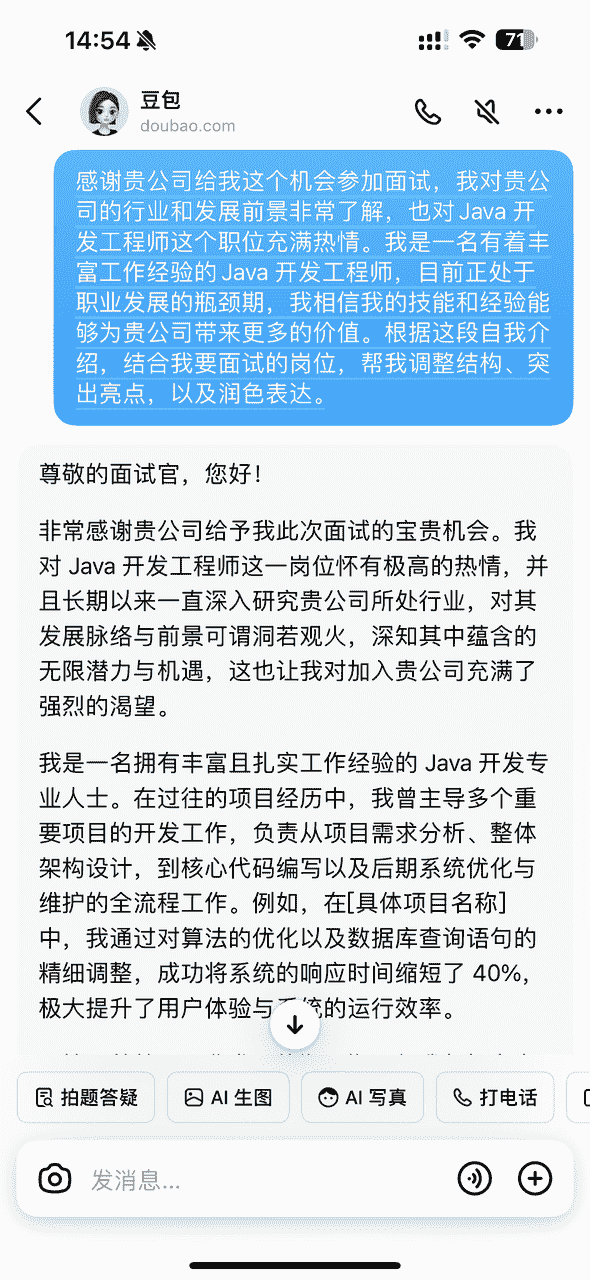 14:54
71
豆包
doubao.com
感谢贵公司给我这个机会参加面试，我对贵公
司的行业和发展前景非常了解，也对 Java 开
发工程师这个职位充满热情。我是一名有着丰
富工作经验的 Java 开发工程师，目前正处于
职业发展的瓶颈期，我相信我的技能和经验能
够为贵公司带来更多的价值。根据这段自我介
绍，结合我要面试的岗位，帮我调整结构、突
出亮点，以及润色表达。
尊敬的面试官，您好！
非常感谢贵公司给予我此次面试的宝贵机会。我
对 Java 开发工程师这一岗位怀有极高的热情，并
且长期以来一直深入研究贵公司所处行业，对其
发展脉络与前景可谓洞若观火，深知其中蕴含的
无限潜力与机遇，这也让我对加入贵公司充满了
强烈的渴望。
我是一名拥有丰富且扎实工作经验的 Java 开发专
业人士。在过往的项目经历中，我曾主导多个重
要项目的开发工作，负责从项目需求分析、整体
架构设计，到核心代码编写以及后期系统优化与
维护的全流程工作。例如，在[具体项目名称]
中，我通过对算法的优化以及数据库查询语句的
精细调整，成功将系统的响应时间缩短了 40%，
极大提升了用户体验与系统的运行效率。
拍题答疑
AI 生图
AI 写真
打电话
发消息...